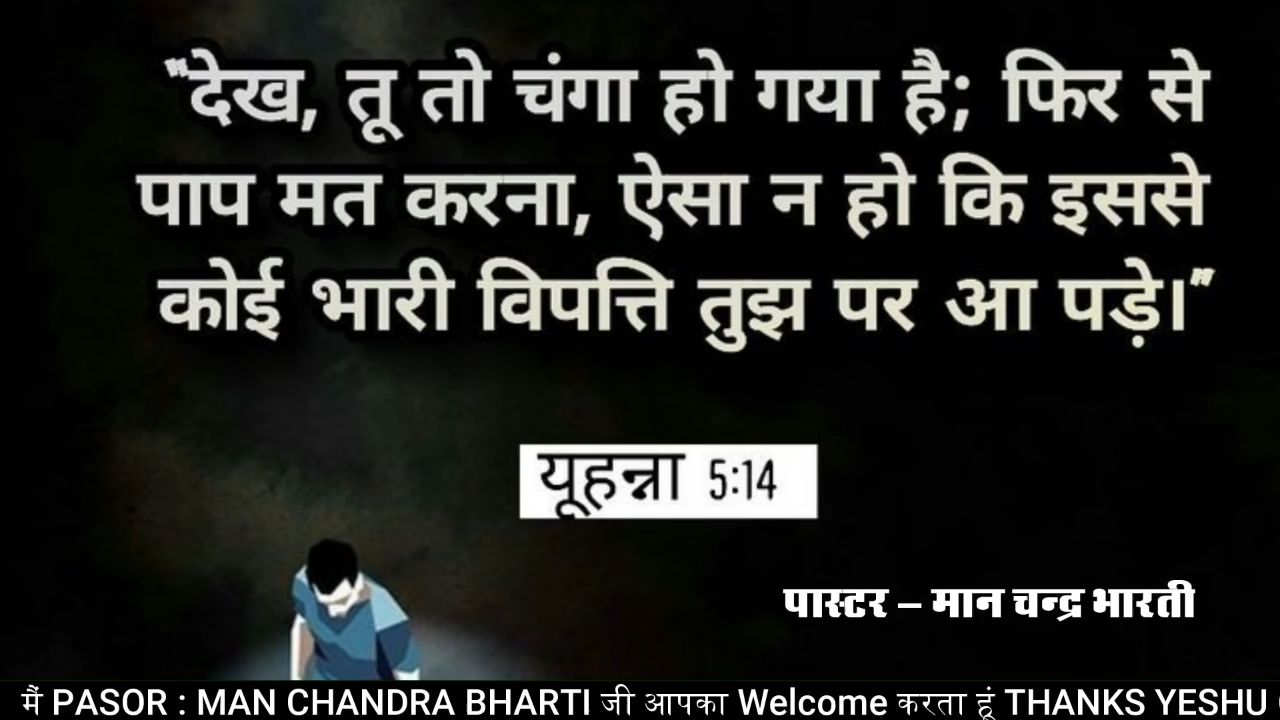 "देख, तू तो चंगा हो गया है; फिर से
पाप मत करना, ऐसा न हो कि इससे
कोई भारी विपत्ति तुझ पर आ पड़े।"
यूहन्ना 5:14
पास्टर – मान चन्द्र भारती
मैं PASOR : MAN CHANDRA BHARTI जी आपका Welcome करता हूं THANKS YESHU